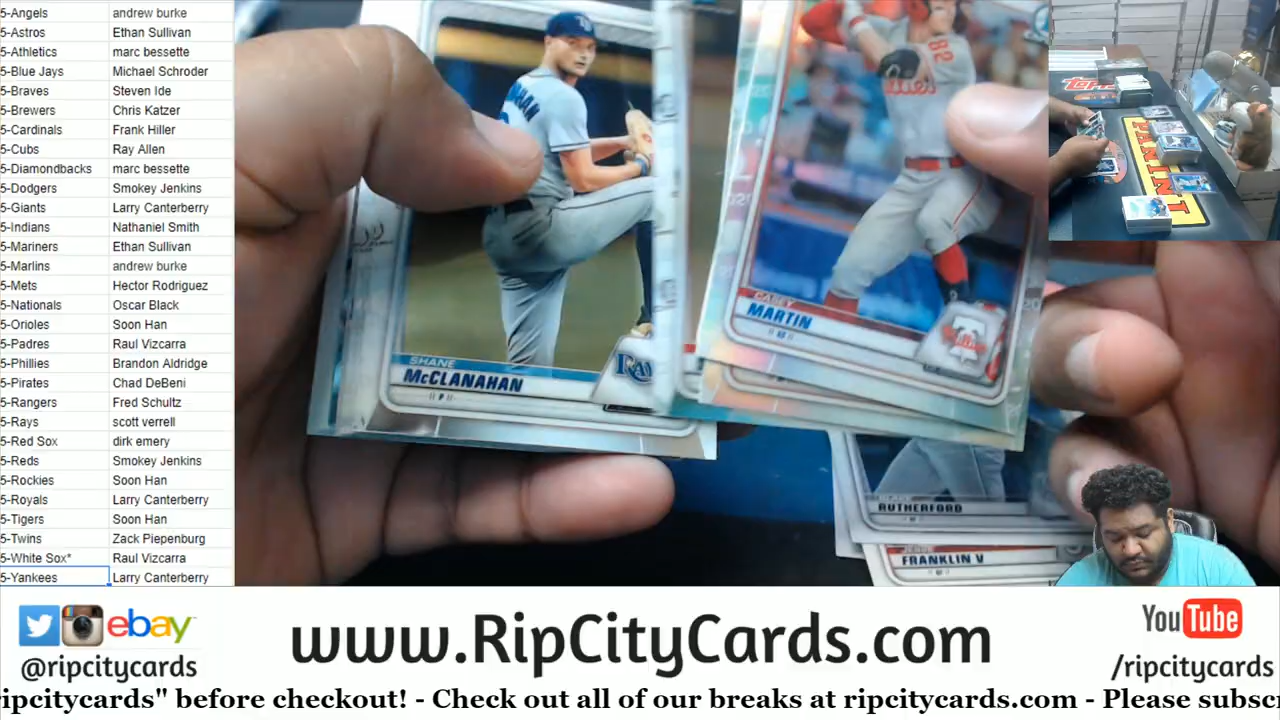 5-Angels andrew burke
5-Astros Ethan Sullivan
5-Athletics marc bessette
5-Blue Jays Michael Schroder
5-Braves Steven Ide
5-Brewers Chris Katzer
5-Cardinals Frank Hiller
5-Cubs Ray Allen
5-Diamondbacks marc bessette
5-Dodgers Smokey Jenkins
5-Giants Larry Canterberry
5-Indians Nathaniel Smith
5-Mariners Ethan Sullivan
5-Marlins andrew burke
5-Mets Hector Rodriguez
5-Nationals Oscar Black
5-Orioles Soon Han
5-Padres Raul Vizcarra
5-Phillies Brandon Aldridge
5-Pirates Chad DeBeni
5-Rangers Fred Schultz
5-Rays scott verrell
5-Red Sox dirk emery
5-Reds Smokey Jenkins
5-Rockies Soon Han
5-Royals Larry Canterberry
5-Tigers Soon Han
5-Twins Zack Piepenburg
5-White Sox* Raul Vizcarra
5-Yankees Larry Canterberry
SHANE
McCLANAHAN
CASEY
MARTIN
82
RUTHERFORD
FRANKLIN V
Topps
PANINI
ebay
@ripcitycards
www.RipCityCards.com
YouTube
/ripcitycards
ripcitycards" before checkout! - Check out all of our breaks at ripcitycards.com - Please subsc